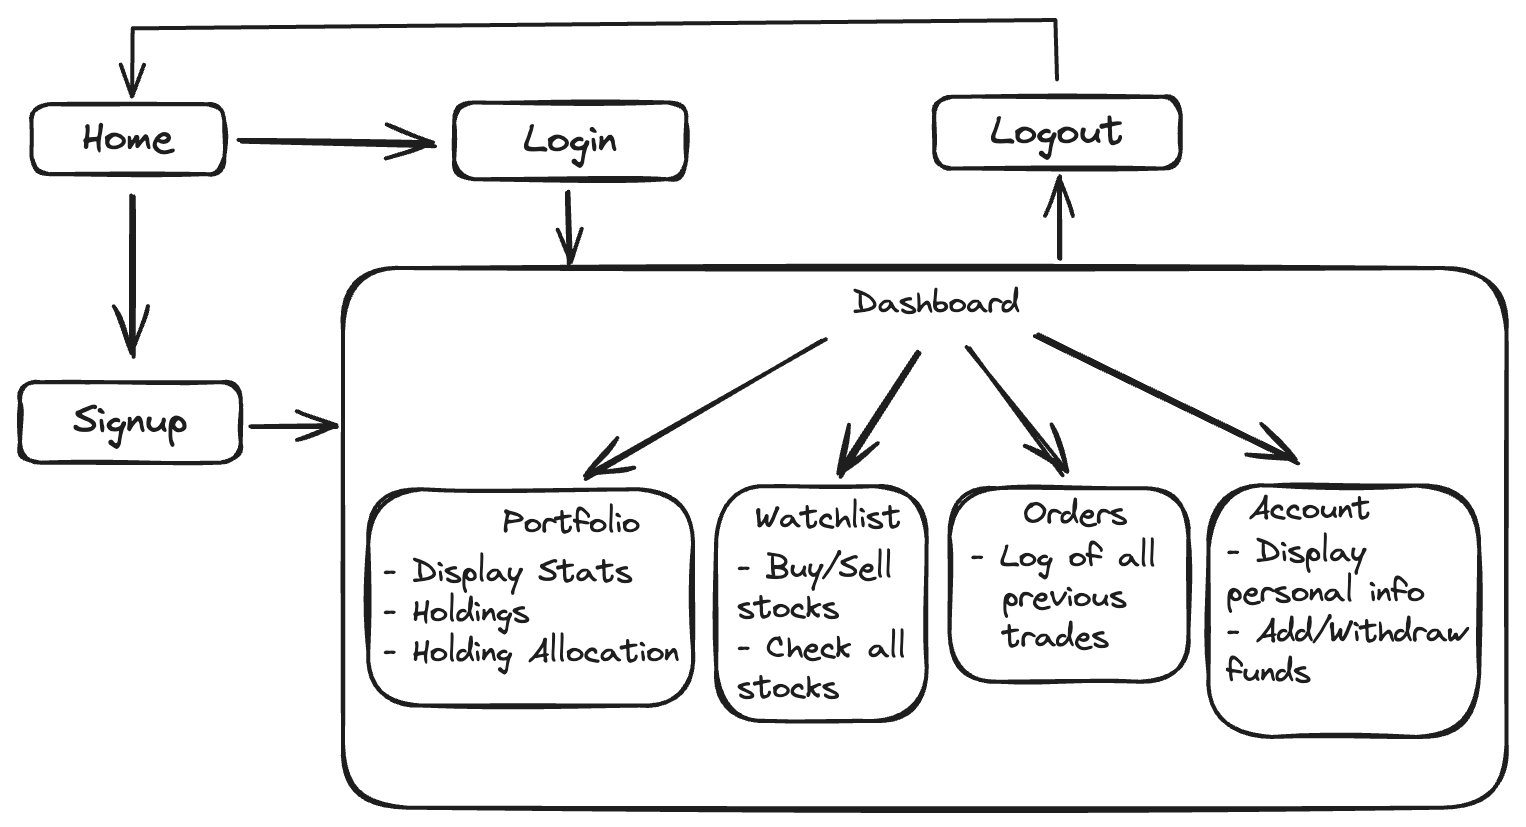 Home
Login
Logout
Signup
Dashboard
Portfolio
- Display Stats
- Holdings
- Holding Allocation
Watchlist
- Buy/Sell
stocks
- Check all
stocks
Orders
- Log of all
previous
trades
Account
- Display
personal info
- Add/Withdraw
funds